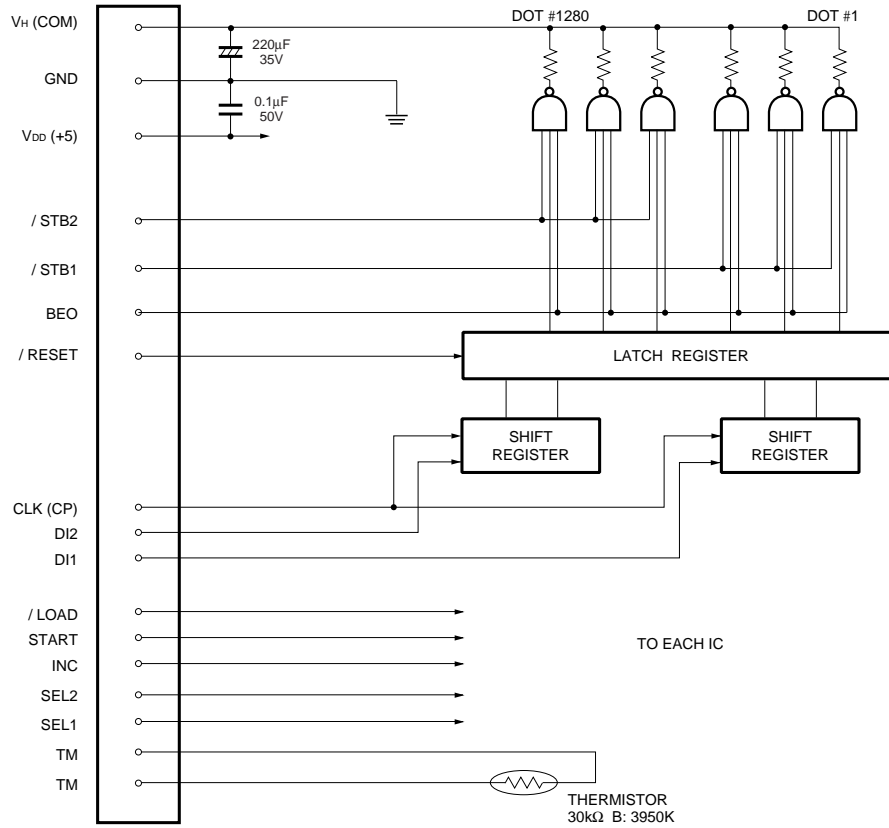 VH (COM)
DOT #1280
DOT #1
220µF
35V
GND
0.1µF
50V
VDD (+5)
/ STB2
/ STB1
BEO
/ RESET
LATCH REGISTER
SHIFT
REGISTER
SHIFT
REGISTER
CLK (CP)
DI2
DI1
/ LOAD
START
TO EACH IC
INC
SEL2
SEL1
TM
TM
THERMISTOR
30kΩ B: 3950K